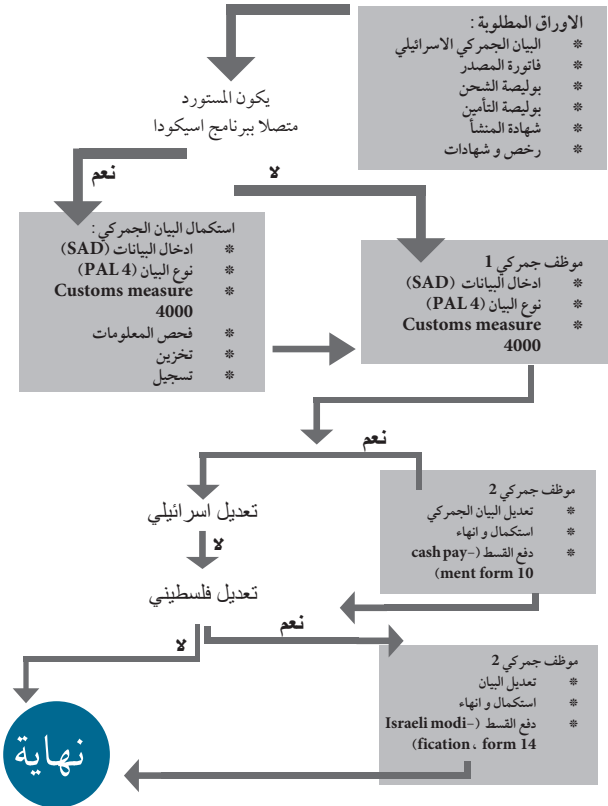 الاوراق المطلوبة :
❊ البيان الجمركي الاسرائيلي
❊ فاتورة المصدر
❊ بوليصة الشحن
❊ بوليصة التأمين
❊ شهادة المنشأ
❊ رخص و شهادات
يكون المستورد
متصلا ببرنامج اسيكودا
نعم
لا
استكمال البيان الجمركي :
❊ ادخال البيانات (SAD)
❊ نوع البيان (PAL 4)
❊ Customs measure
4000
❊ فحص المعلومات
❊ تخزين
❊ تسجيل
موظف جمركي 1
❊ ادخال البيانات (SAD)
❊ نوع البيان (PAL 4)
❊ Customs measure
4000
نعم
تعديل اسرائيلي
لا
موظف جمركي 2
❊ تعديل البيان الجمركي
❊ استكمال و انهاء
❊ دفع القسط (cash pay-
ment form 10)
تعديل فلسطيني
نعم
لا
موظف جمركي 2
❊ تعديل البيان
❊ استكمال و انهاء
❊ دفع القسط (Israeli modi-
fication ، form 14)
نهاية